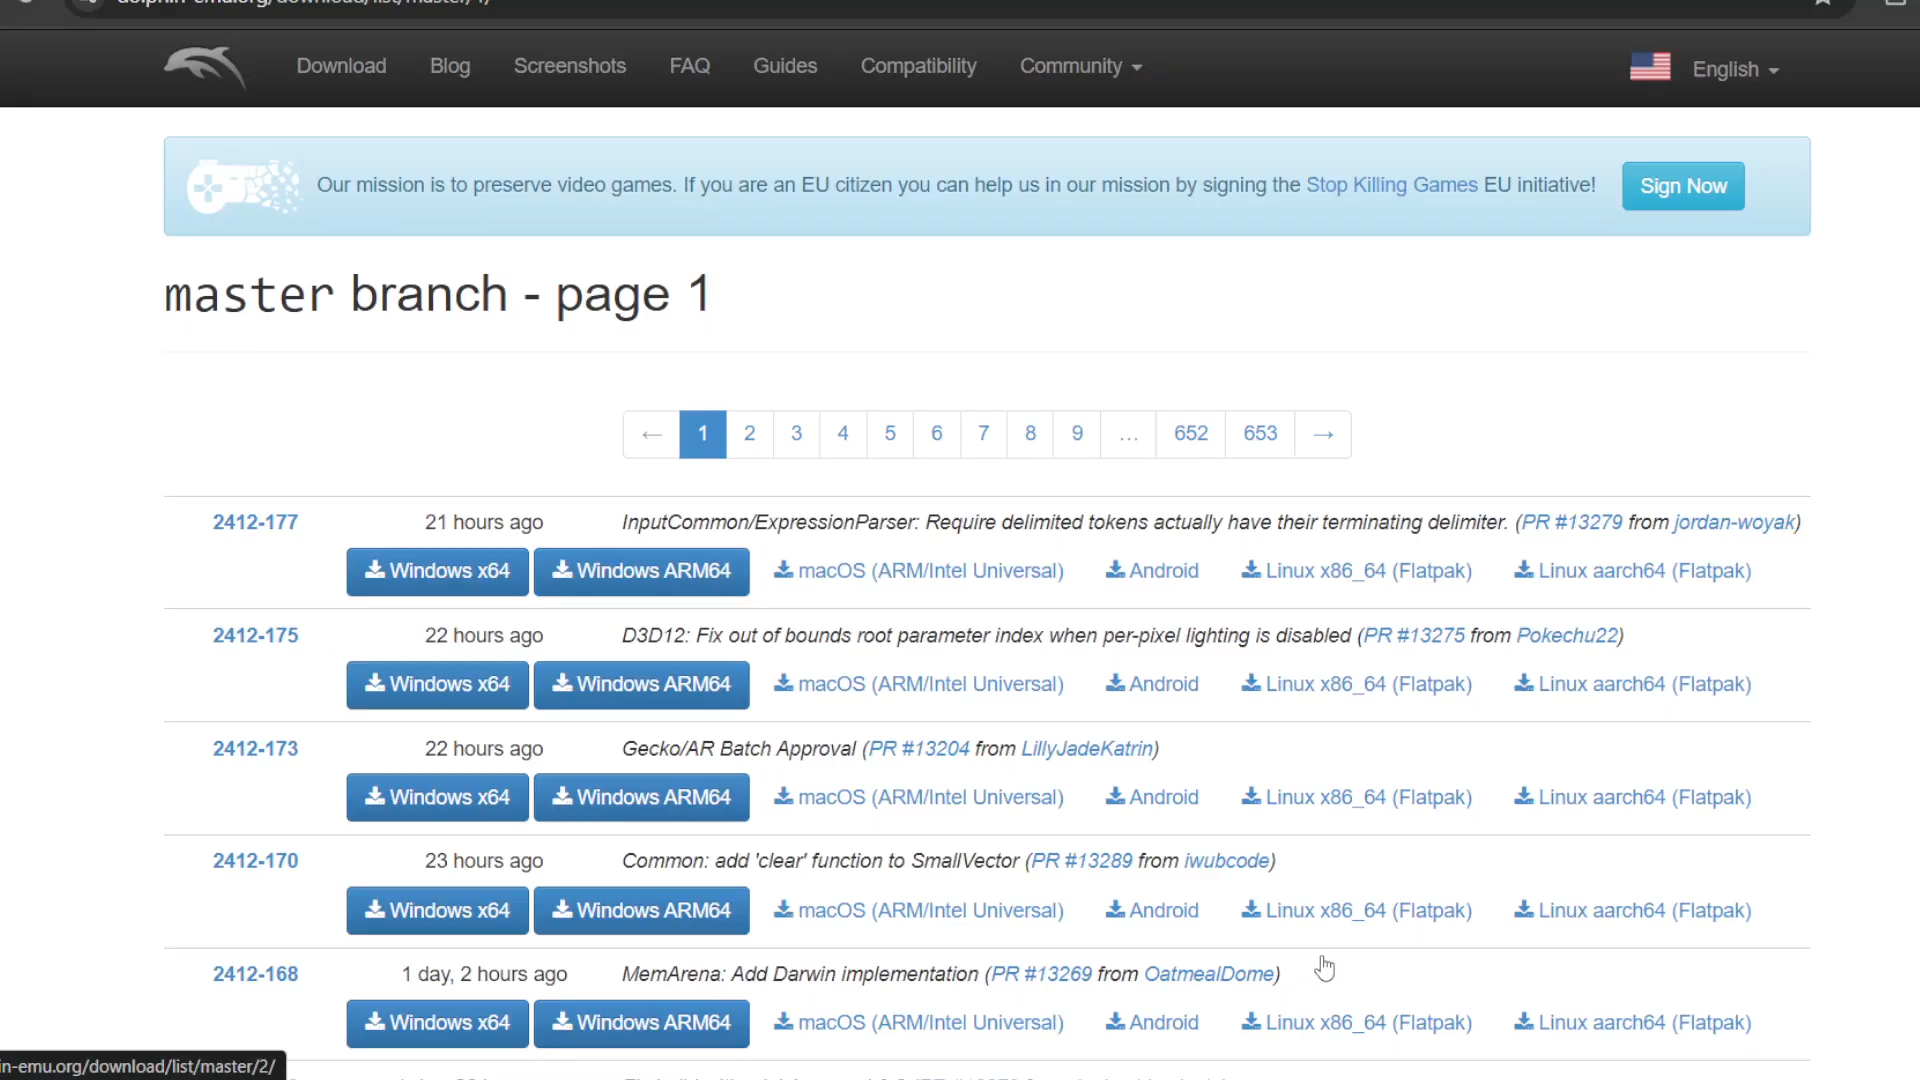 Download Blog Screenshots FAQ Guides Compatibility Community English
Our mission is to preserve video games. If you are an EU citizen you can help us in our mission by signing the Stop Killing Games EU initiative! Sign Now
master branch - page 1
← 1 2 3 4 5 6 7 8 9 … 652 653 →
2412-177 21 hours ago InputCommon/ExpressionParser: Require delimited tokens actually have their terminating delimiter. (PR #13279 from jordan-woyak)
Windows x64 Windows ARM64 macOS (ARM/Intel Universal) Android Linux x86_64 (Flatpak) Linux aarch64 (Flatpak)
2412-175 22 hours ago D3D12: Fix out of bounds root parameter index when per-pixel lighting is disabled (PR #13275 from Pokechu22)
Windows x64 Windows ARM64 macOS (ARM/Intel Universal) Android Linux x86_64 (Flatpak) Linux aarch64 (Flatpak)
2412-173 22 hours ago Gecko/AR Batch Approval (PR #13204 from LillyJadeKatrin)
Windows x64 Windows ARM64 macOS (ARM/Intel Universal) Android Linux x86_64 (Flatpak) Linux aarch64 (Flatpak)
2412-170 23 hours ago Common: add 'clear' function to SmallVector (PR #13289 from iwubcode)
Windows x64 Windows ARM64 macOS (ARM/Intel Universal) Android Linux x86_64 (Flatpak) Linux aarch64 (Flatpak)
2412-168 1 day, 2 hours ago MemArena: Add Darwin implementation (PR #13269 from OatmealDome)
Windows x64 Windows ARM64 macOS (ARM/Intel Universal) Android Linux x86_64 (Flatpak) Linux aarch64 (Flatpak)
in-emu.org/download/list/master/2/